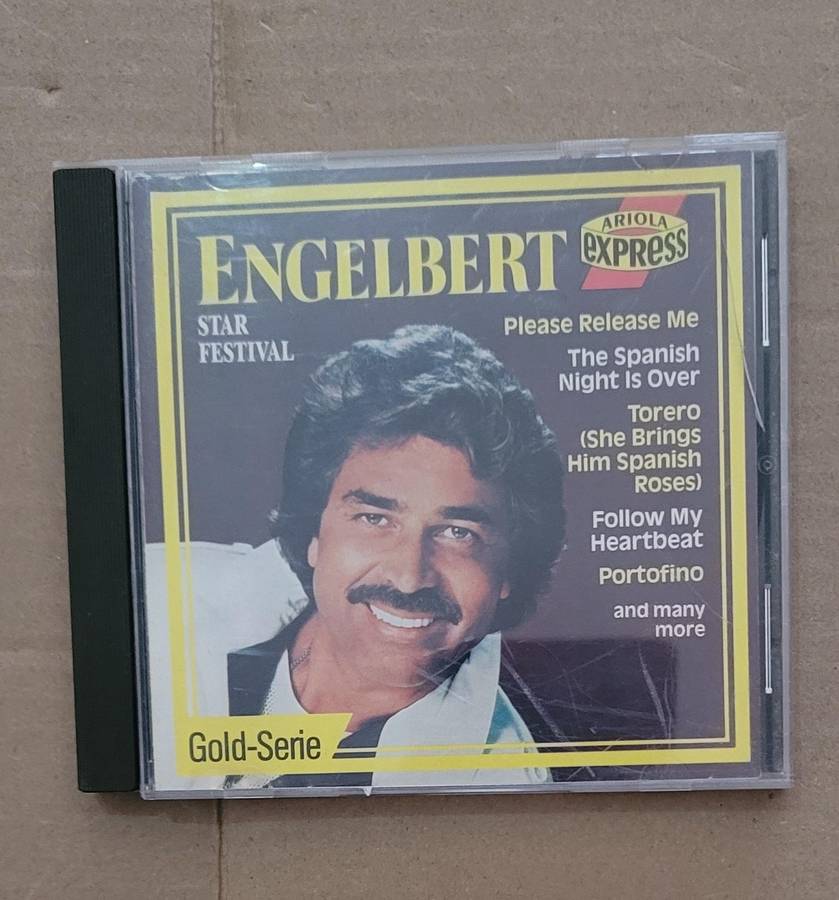 ENGELBERT
ARIOLA
EXPRESS
STAR
FESTIVAL
Please Release Me
The Spanish
Night Is Over
Torero
(She Brings
Him Spanish
Roses)
Follow My
Heartbeat
Portofino
and many
more
Gold-Serie